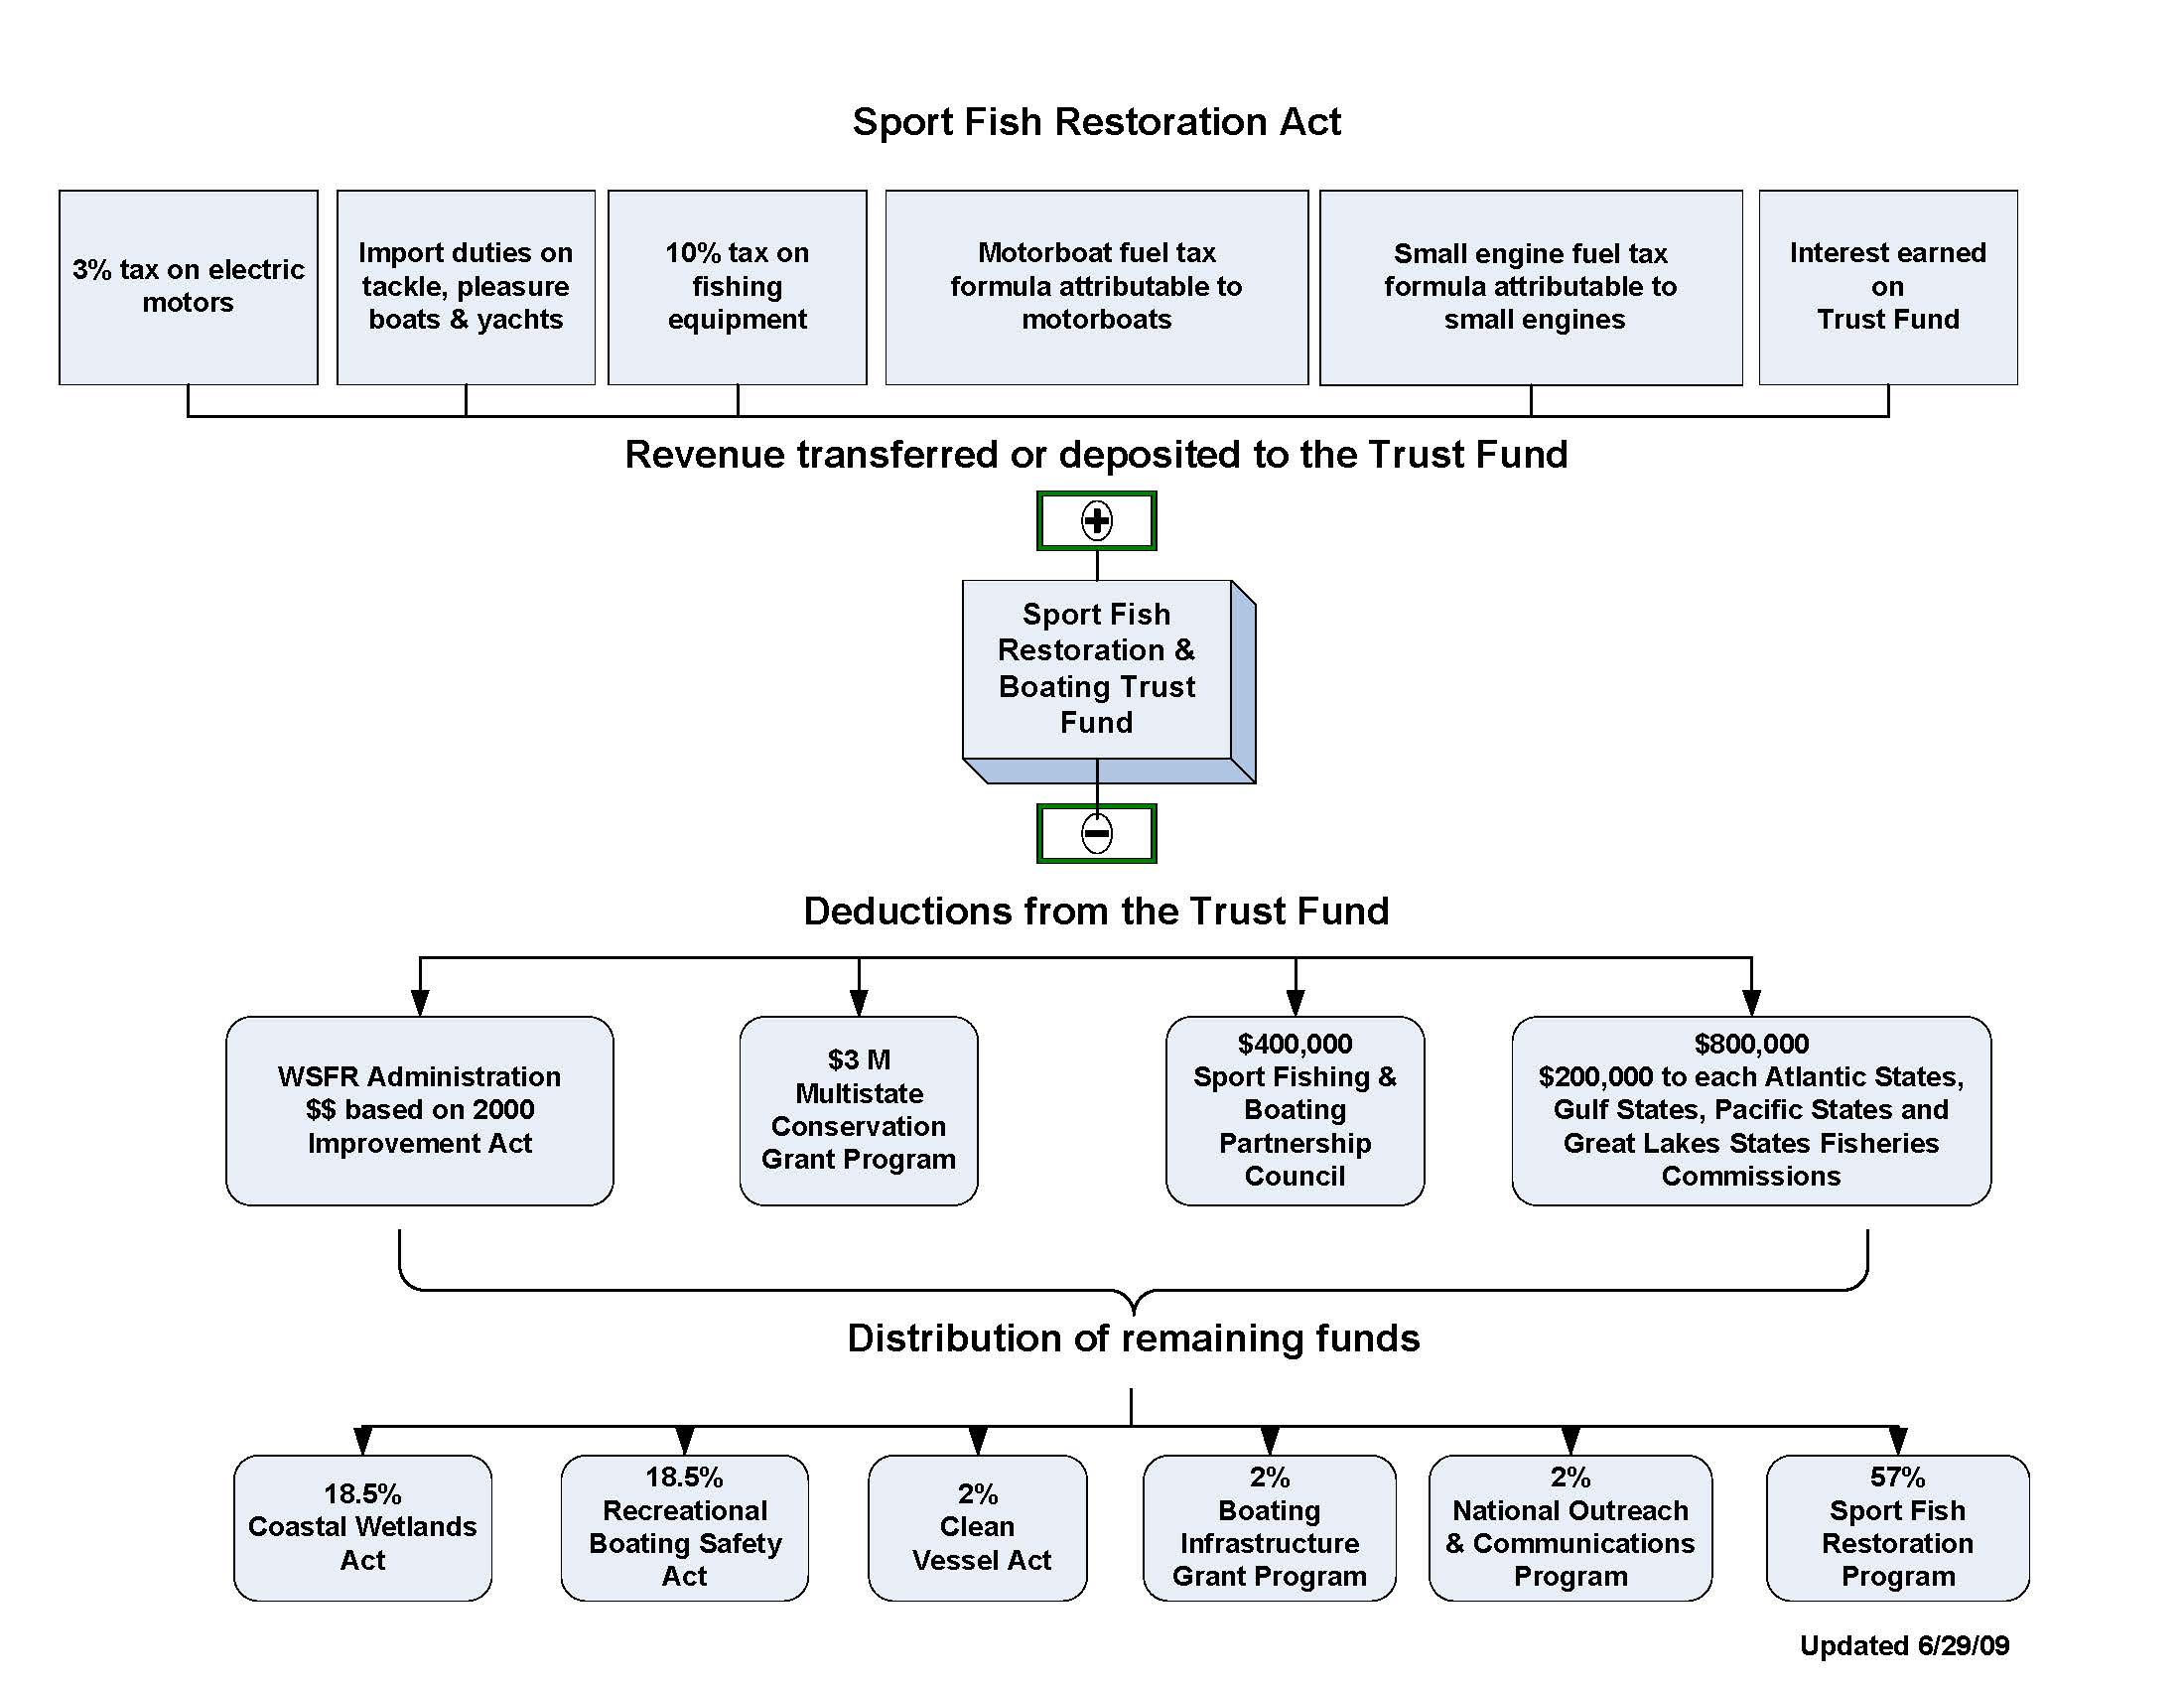 Sport Fish Restoration Act
3% tax on electric
motors
Import duties on
tackle, pleasure
boats & yachts
10% tax on
fishing
equipment
Motorboat fuel tax
formula attributable to
motorboats
Small engine fuel tax
formula attributable to
small engines
Interest earned
on
Trust Fund
Revenue transferred or deposited to the Trust Fund
+
Sport Fish
Restoration &
Boating Trust
Fund
−
Deductions from the Trust Fund
WSFR Administration
$$ based on 2000
Improvement Act
$3 M
Multistate
Conservation
Grant Program
$400,000
Sport Fishing &
Boating
Partnership
Council
$800,000
$200,000 to each Atlantic States,
Gulf States, Pacific States and
Great Lakes States Fisheries
Commissions
Distribution of remaining funds
18.5%
Coastal Wetlands
Act
18.5%
Recreational
Boating Safety
Act
2%
Clean
Vessel Act
2%
Boating
Infrastructure
Grant Program
2%
National Outreach
& Communications
Program
57%
Sport Fish
Restoration
Program
Updated 6/29/09